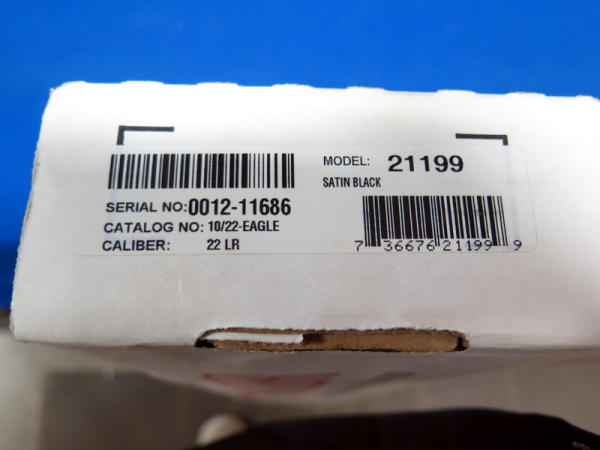 SERIAL NO: 0012-11686
CATALOG NO: 10/22-EAGLE
CALIBER: 22 LR
MODEL: 21199
SATIN BLACK
7 36676 21199 9